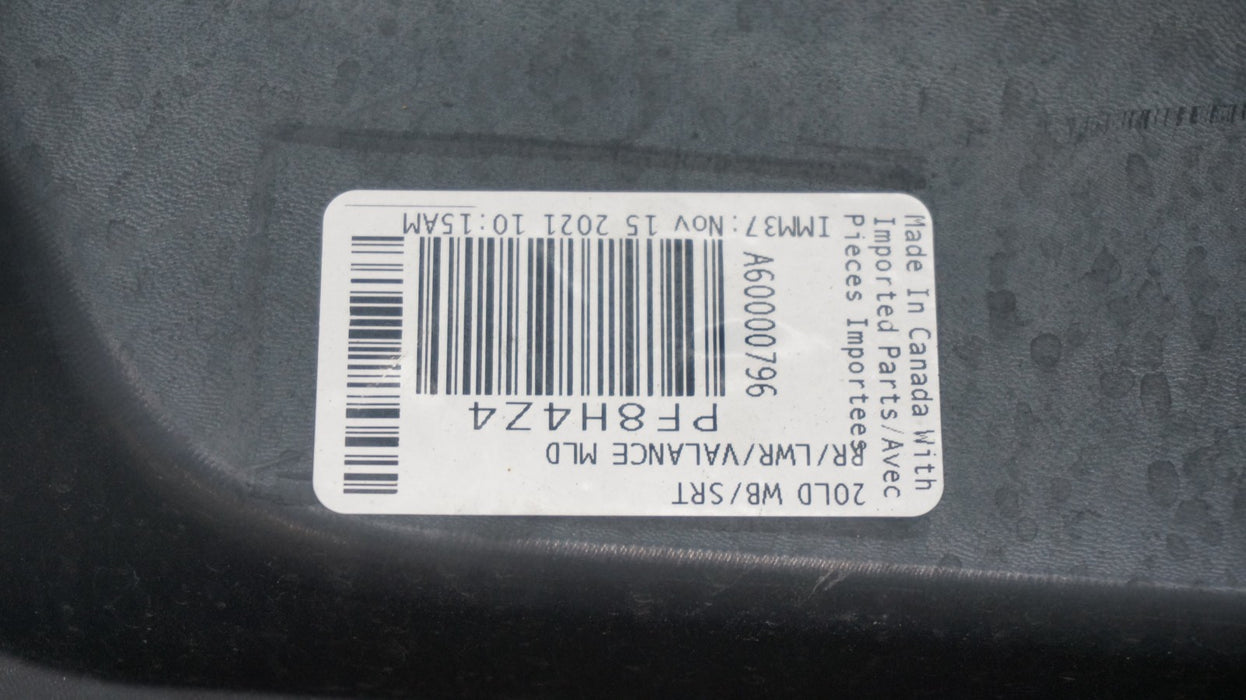 20LD WB/SRT
RR/LWR/VALANCE MLD
PF8H4Z4
IMM37:Nov 15 2021 10:15AM
A60000796
Made In Canada With
Imported Parts/Avec
Pieces Importees